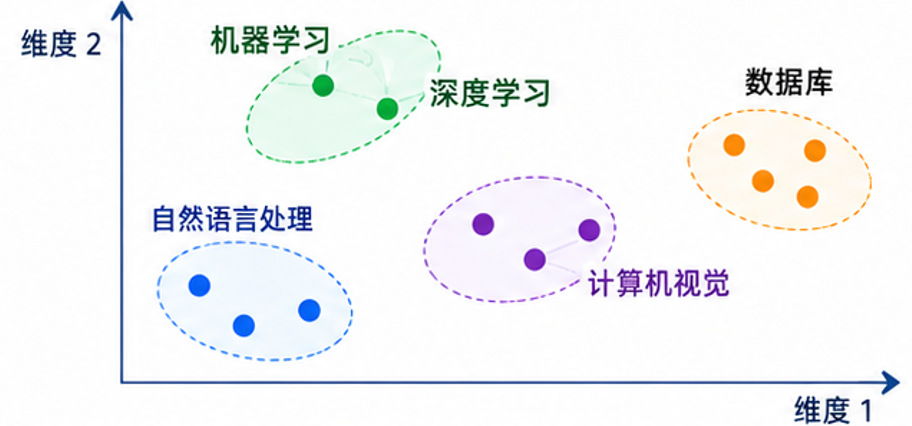 维度 2
机器学习
深度学习
数据库
自然语言处理
计算机视觉
维度 1